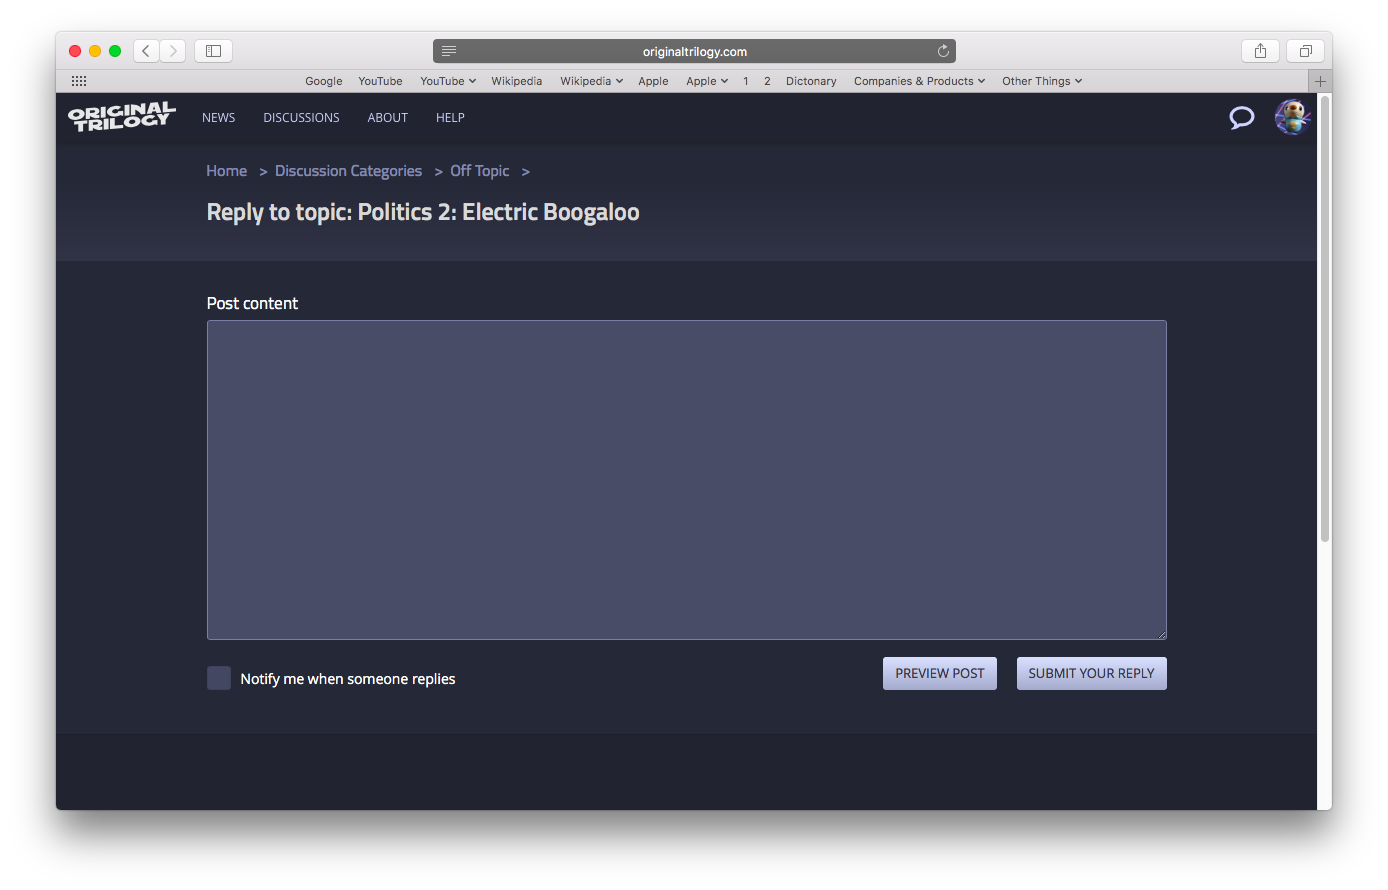 originaltrilogy.com
Google YouTube YouTube Wikipedia Wikipedia Apple Apple 1 2 Dictonary Companies & Products Other Things
ORIGINAL
TRILOGY
NEWS DISCUSSIONS ABOUT HELP
Home > Discussion Categories > Off Topic >
Reply to topic: Politics 2: Electric Boogaloo
Post content
Notify me when someone replies
PREVIEW POST SUBMIT YOUR REPLY